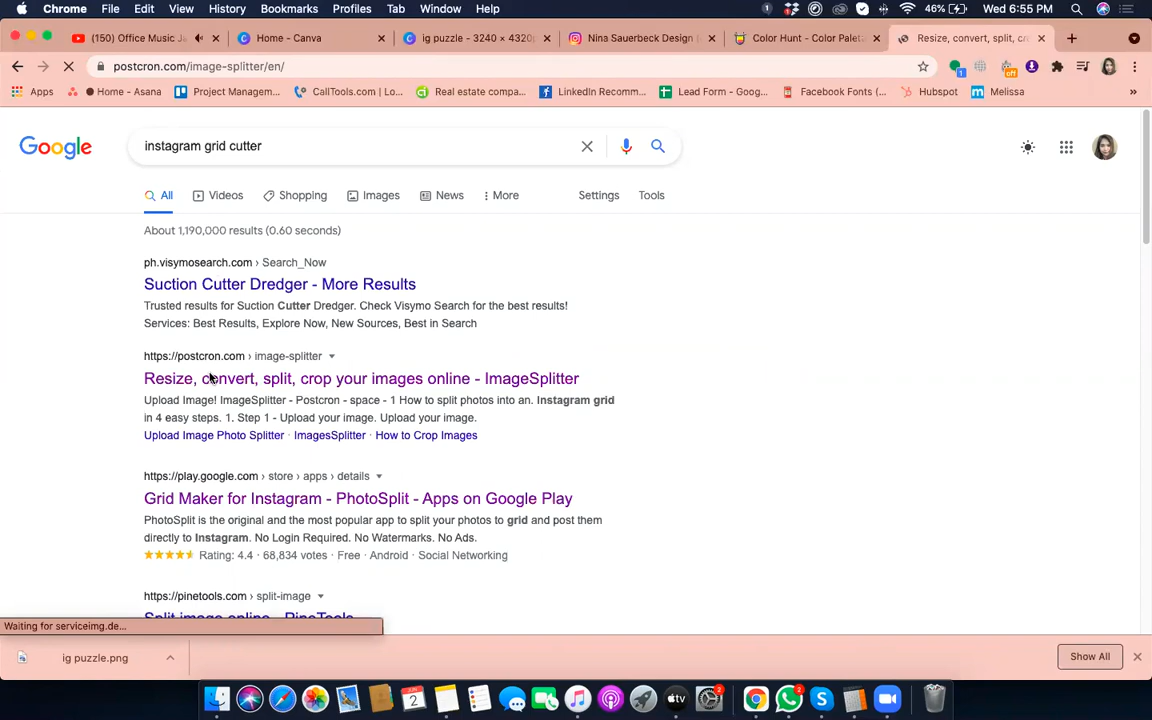 Chrome File Edit View History Bookmarks Profiles Tab Window Help
1 46% Wed 6:55 PM
(150) Office Music Ja
Home - Canva
ig puzzle - 3240 × 4320p
Nina Sauerbeck Design (
Color Hunt - Color Palet
Resize, convert, split, cr
postcron.com/image-splitter/en/
Apps Home - Asana Project Managem... CallTools.com | Lo... Real estate compa... LinkedIn Recomm... Lead Form - Goog... Facebook Fonts (... Hubspot Melissa »
Google
instagram grid cutter
All Videos Shopping Images News More Settings Tools
About 1,190,000 results (0.60 seconds)
ph.visymosearch.com › Search_Now
Suction Cutter Dredger - More Results
Trusted results for Suction Cutter Dredger. Check Visymo Search for the best results!
Services: Best Results, Explore Now, New Sources, Best in Search
https://postcron.com › image-splitter
Resize, convert, split, crop your images online - ImageSplitter
Upload Image! ImageSplitter - Postcron - space - 1 How to split photos into an. Instagram grid
in 4 easy steps. 1. Step 1 - Upload your image. Upload your image.
Upload Image Photo Splitter · ImagesSplitter · How to Crop Images
https://play.google.com › store › apps › details
Grid Maker for Instagram - PhotoSplit - Apps on Google Play
PhotoSplit is the original and the most popular app to split your photos to grid and post them
directly to Instagram. No Login Required. No Watermarks. No Ads.
Rating: 4.4 · 68,834 votes · Free · Android · Social Networking
https://pinetools.com › split-image
Split image online - PineTools
Waiting for serviceimg.de...
ig puzzle.png
Show All